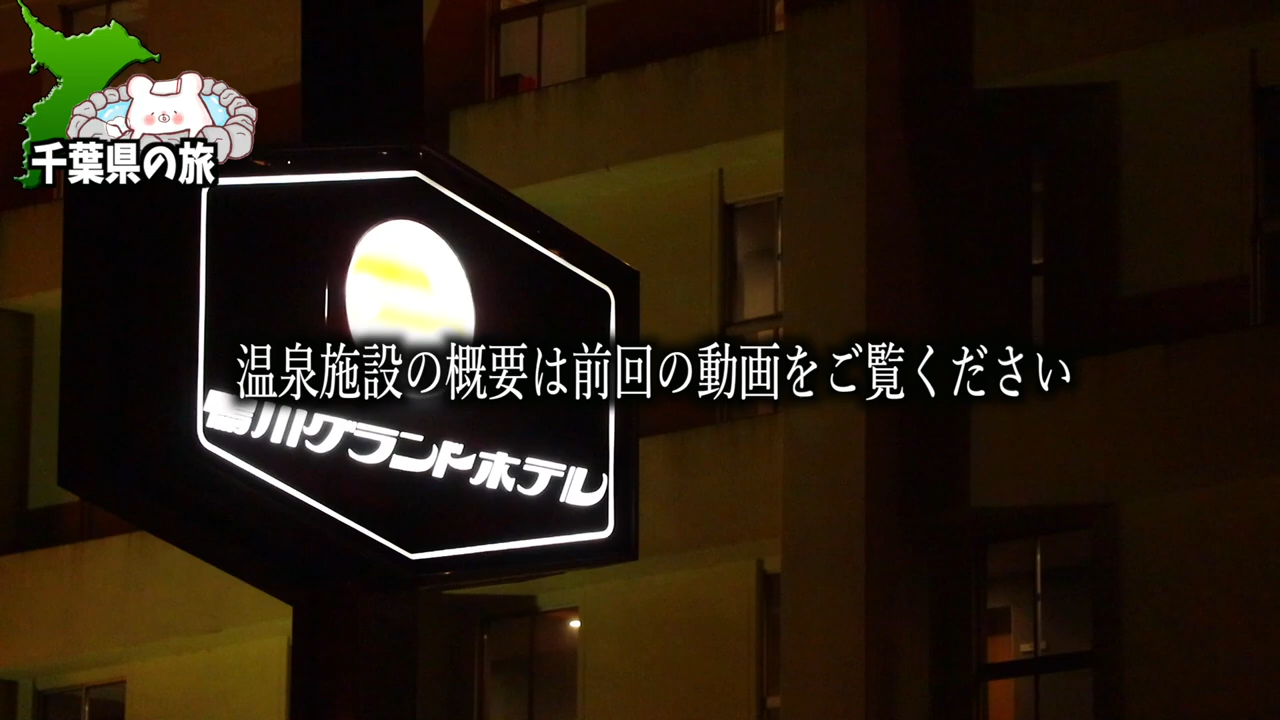 千葉県の旅
温泉施設の概要は前回の動画をご覧ください
鴨川グランドホテル